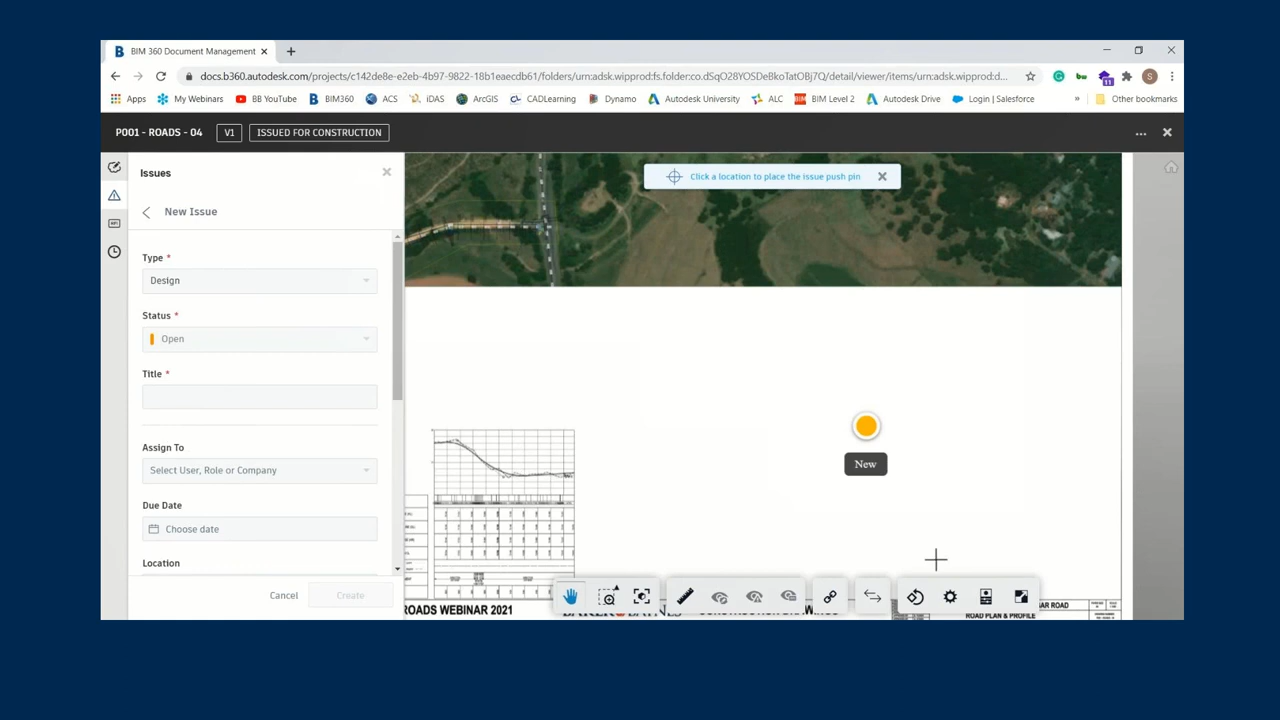 BIM 360 Document Management
docs.b360.autodesk.com/projects/c142de8e-e2eb-4b97-9822-18b1eaecdb61/folders/urn:adsk.wipprod:fs.folder:co.dSqO28YOSDeBkoTatOBj7Q/detail/viewer/items/urn:adsk.wipprod:d...
11
S
Apps
My Webinars
BB YouTube
BIM360
ACS
iDAS
ArcGIS
CADLearning
Dynamo
Autodesk University
ALC
BIM Level 2
Autodesk Drive
Login | Salesforce
»
Other bookmarks
P001 - ROADS - 04
V1
ISSUED FOR CONSTRUCTION
Issues
Click a location to place the issue push pin
New Issue
Type *
Design
Status *
Open
Title *
Assign To
Select User, Role or Company
Due Date
Choose date
Location
Cancel
Create
New
ROADS WEBINAR 2021
ROAD PLAN & PROFILE